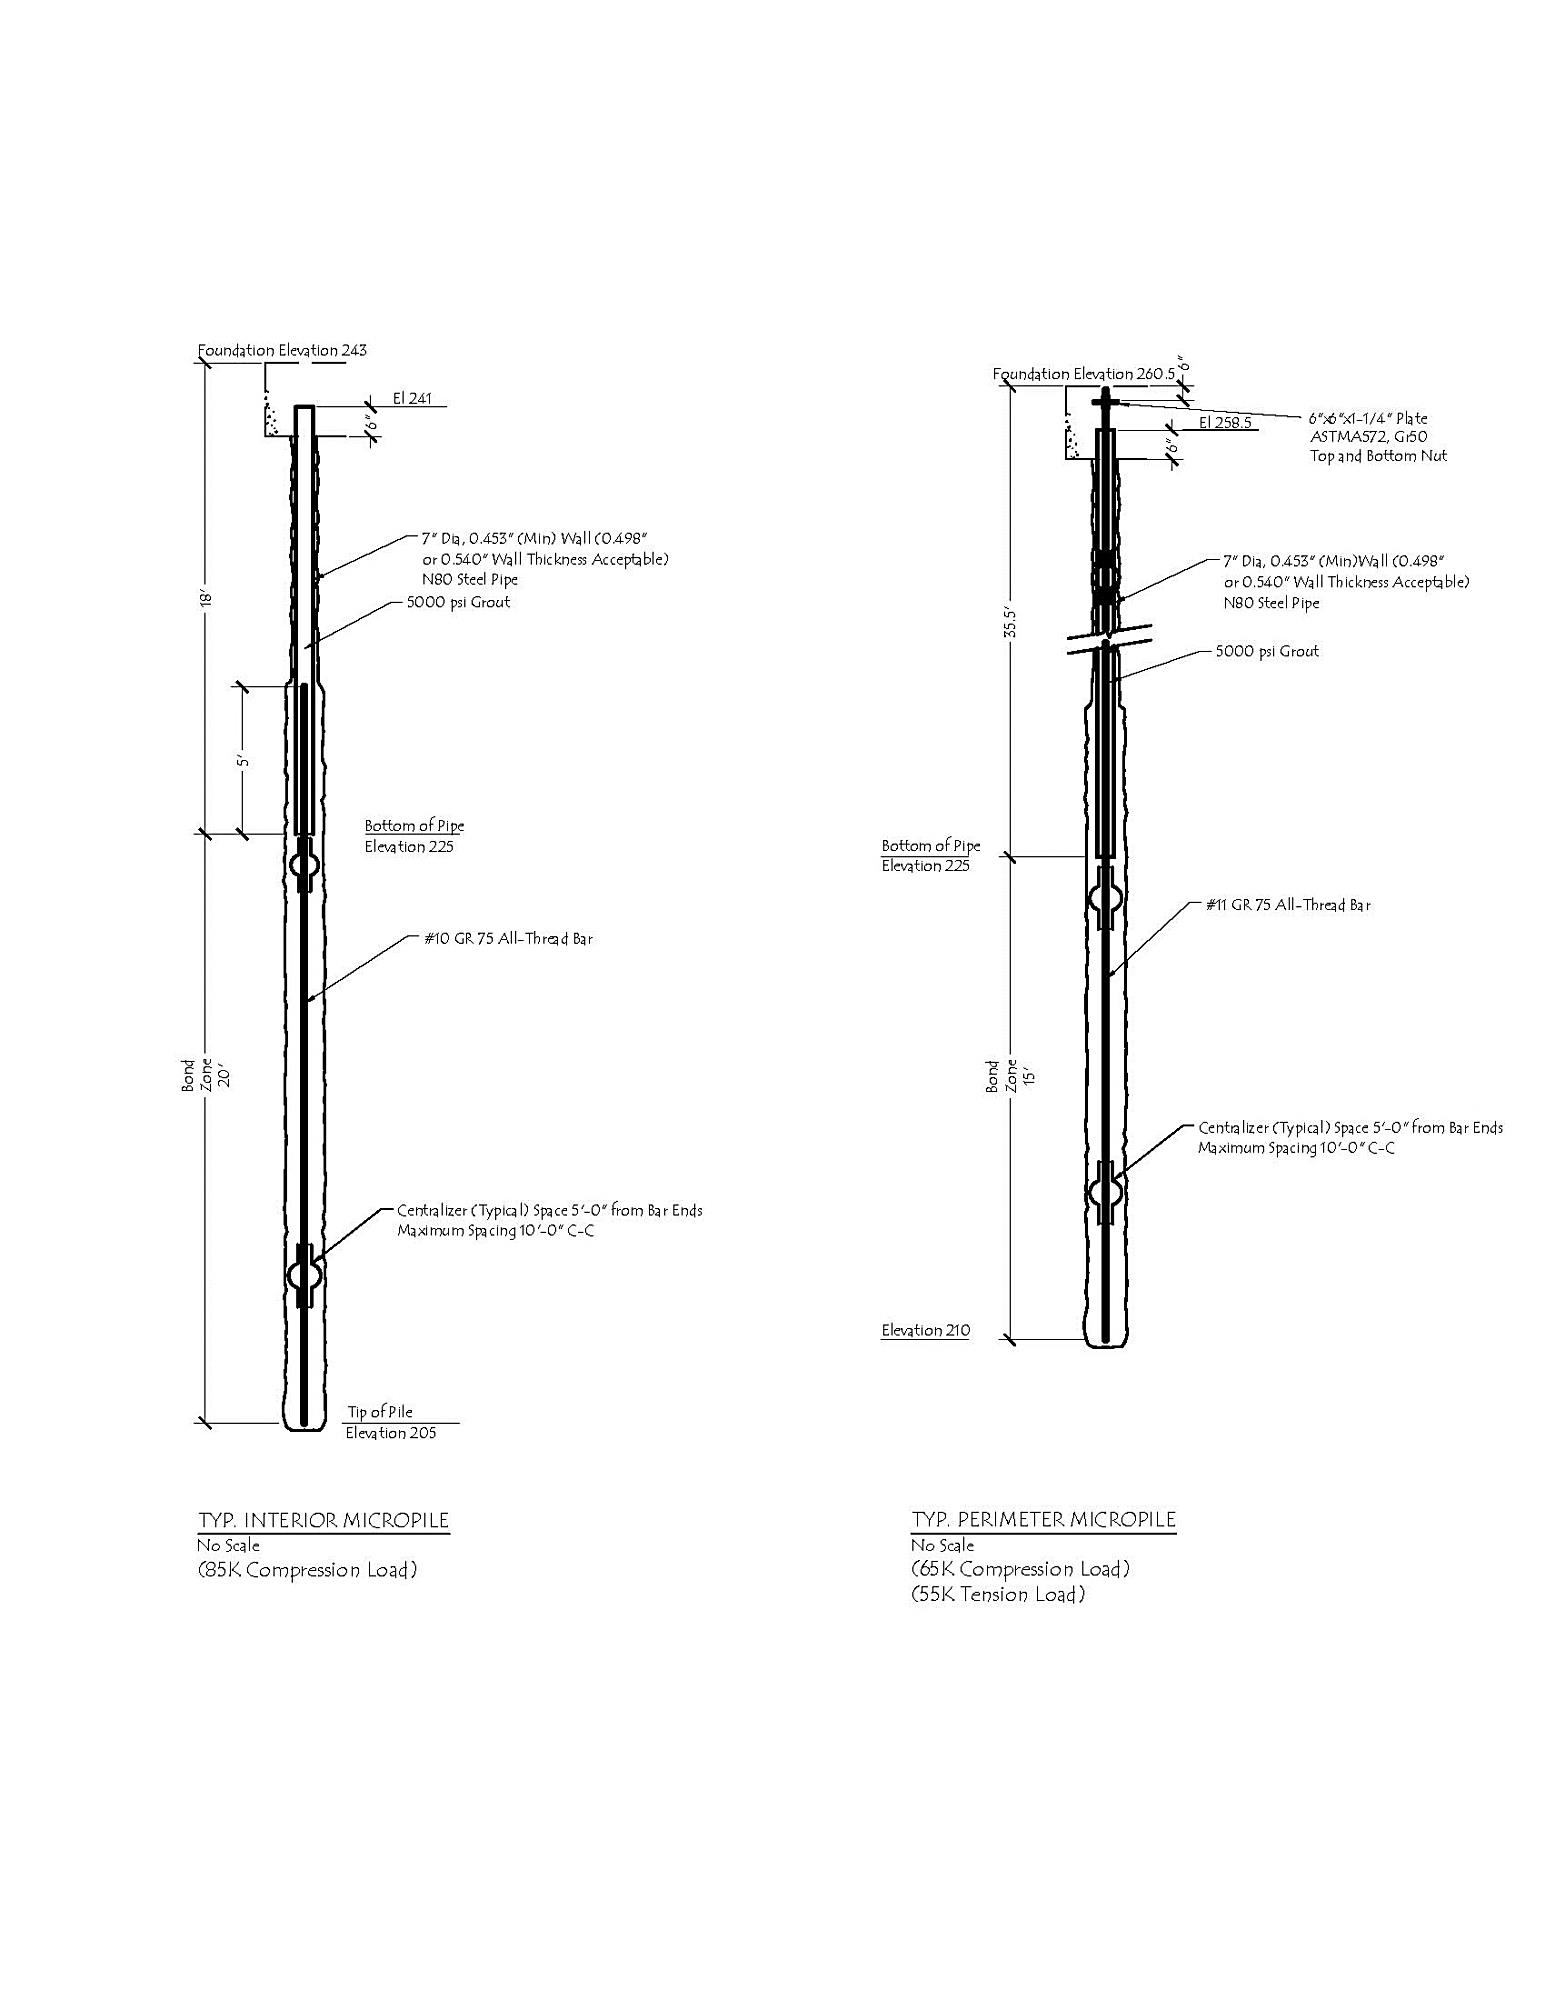 Foundation Elevation 243
El 241
6"
18'
7" Dia, 0.453" (Min) Wall (0.498"
or 0.540" Wall Thickness Acceptable)
N80 Steel Pipe
5000 psi Grout
5'
Bottom of Pipe
Elevation 225
#10 GR 75 All-Thread Bar
Bond
Zone
20'
Centralizer (Typical) Space 5'-0" from Bar Ends
Maximum Spacing 10'-0" C-C
Tip of Pile
Elevation 205
TYP. INTERIOR MICROPILE
No Scale
(85K Compression Load)
Foundation Elevation 260.5
6"
6"x6"x1-1/4" Plate
ASTMA572, Gr50
Top and Bottom Nut
El 258.5
6"
35.5'
7" Dia, 0.453" (Min)Wall (0.498"
or 0.540" Wall Thickness Acceptable)
N80 Steel Pipe
5000 psi Grout
Bottom of Pipe
Elevation 225
#11 GR 75 All-Thread Bar
Bond
Zone
15'
Centralizer (Typical) Space 5'-0" from Bar Ends
Maximum Spacing 10'-0" C-C
Elevation 210
TYP. PERIMETER MICROPILE
No Scale
(65K Compression Load)
(55K Tension Load)